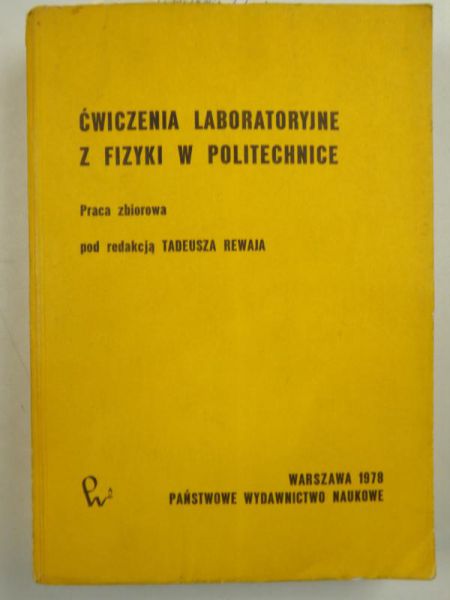 ĆWICZENIA LABORATORYJNE
Z FIZYKI W POLITECHNICE
Praca zbiorowa
pod redakcją TADEUSZA REWAJA
WARSZAWA 1978
PAŃSTWOWE WYDAWNICTWO NAUKOWE